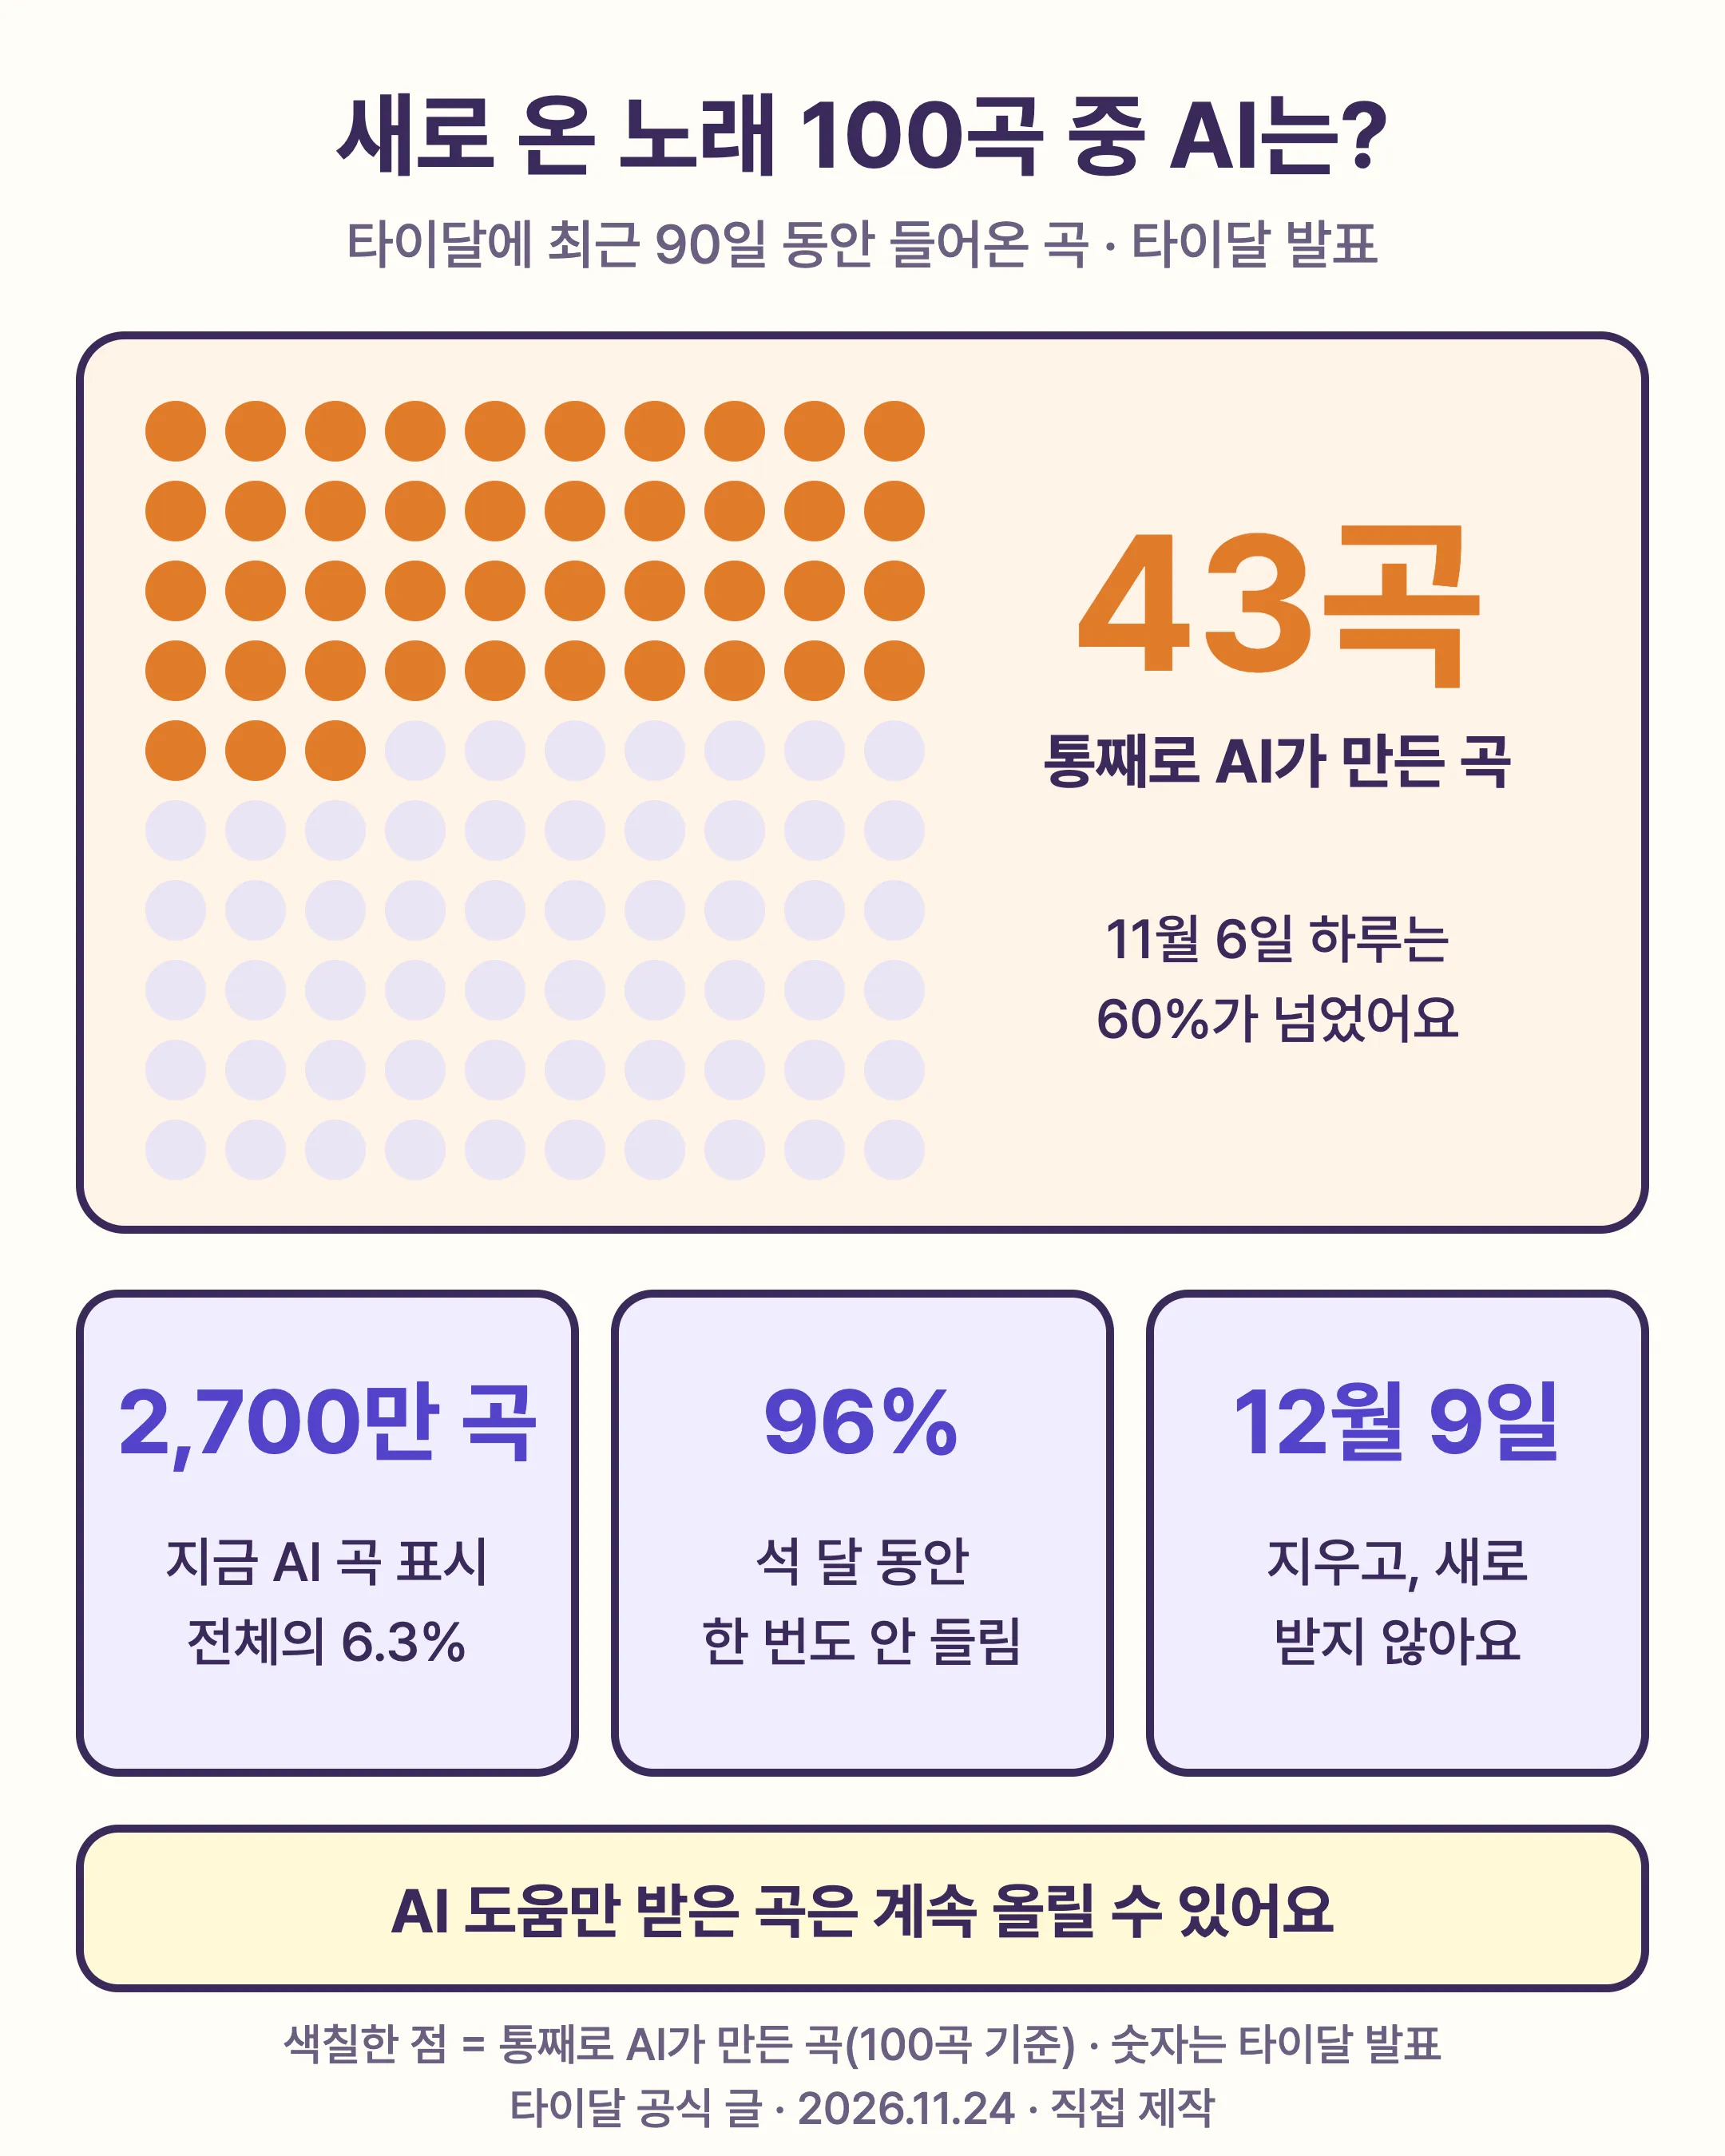 새로 온 노래 100곡 중 AI는?
타이달에 최근 90일 동안 들어온 곡 · 타이달 발표
43곡
통째로 AI가 만든 곡
11월 6일 하루는
60%가 넘었어요
2,700만 곡
지금 AI 곡 표시
전체의 6.3%
96%
석 달 동안
한 번도 안 들림
12월 9일
지우고, 새로
받지 않아요
AI 도움만 받은 곡은 계속 올릴 수 있어요
색칠한 점 = 통째로 AI가 만든 곡(100곡 기준) · 숫자는 타이달 발표
타이달 공식 글 · 2026.11.24 · 직접 제작